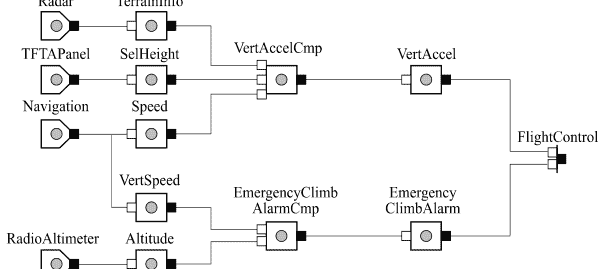 Radar
TerrainInfo
VertAccelCmp
VertAccel
TFTAPanel
SelHeight
Navigation
Speed
FlightControl
VertSpeed
EmergencyClimb
AlarmCmp
Emergency
ClimbAlarm
RadioAltimeter
Altitude